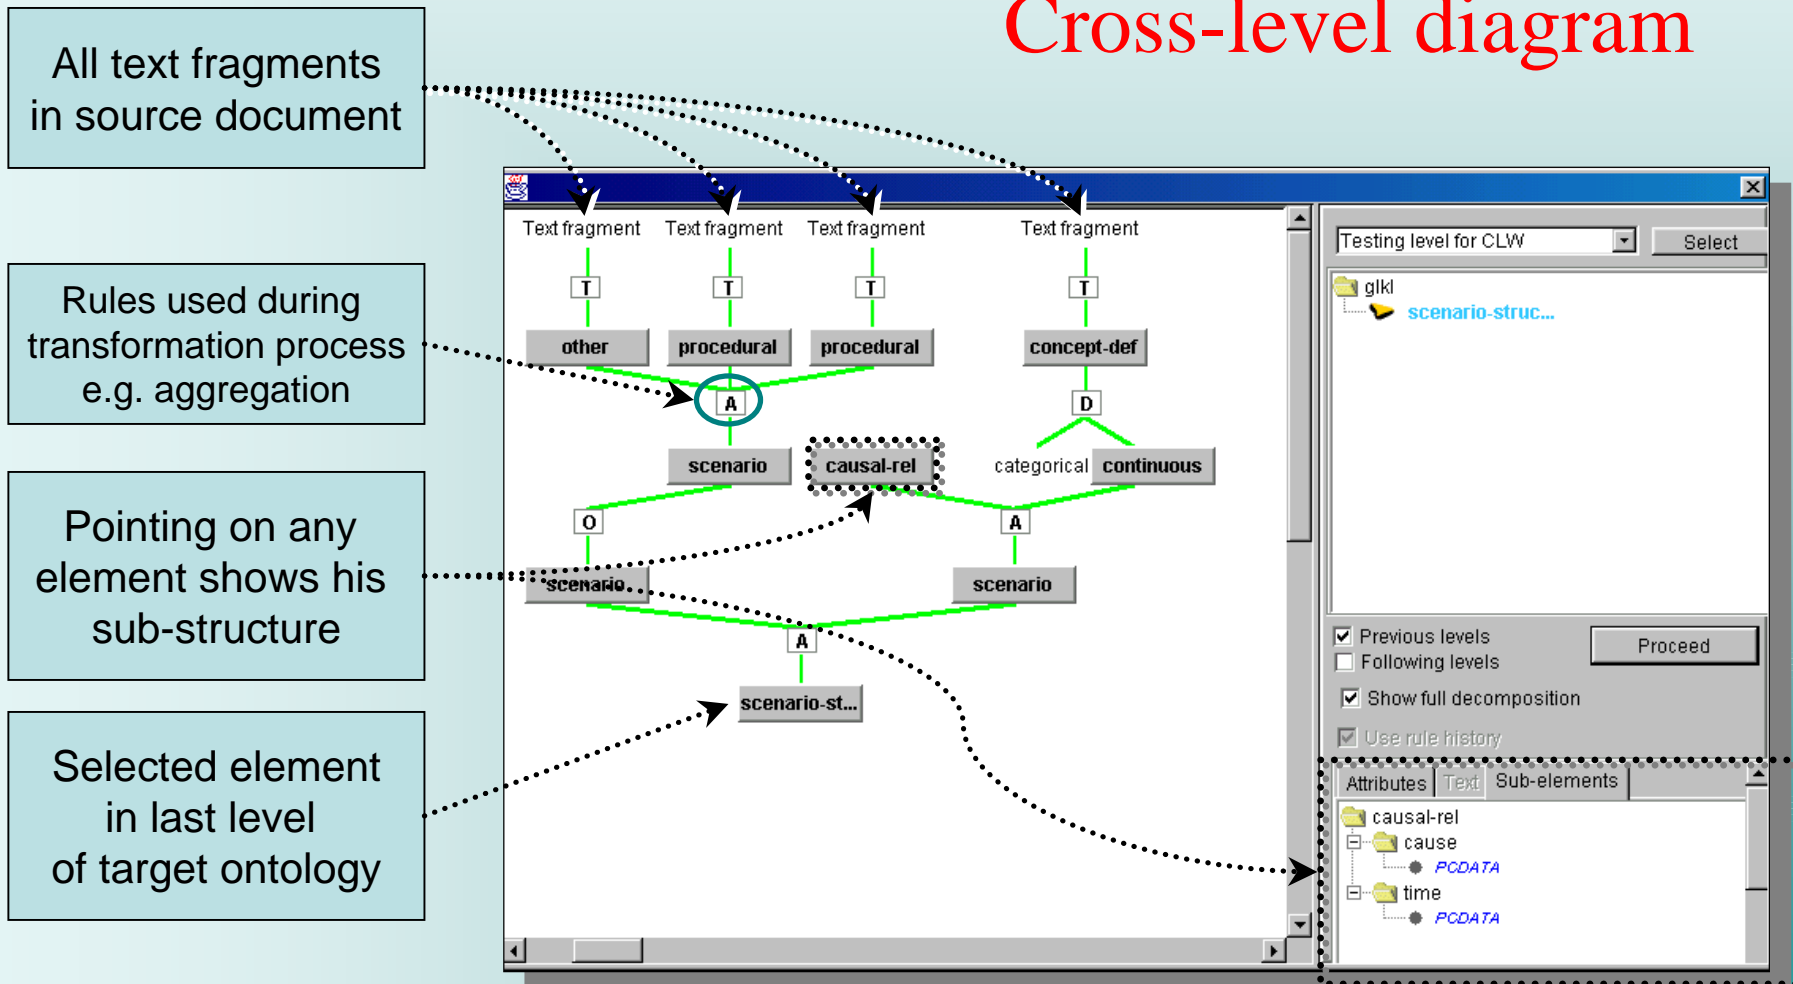 Cross-level diagram
All text fragments
in source document
Rules used during
transformation process
e.g. aggregation
Pointing on any
element shows his
sub-structure
Selected element
in last level
of target ontology
Text fragment Text fragment Text fragment Text fragment
T T T T
other procedural procedural concept-def
A D
scenario causal-rel categorical continuous
O A
scenario scenario
A
scenario-st...
Testing level for CLW Select
glkl
scenario-struc...
Previous levels
Following levels
Proceed
Show full decomposition
Use rule history
Attributes Text Sub-elements
causal-rel
cause
PCDATA
time
PCDATA